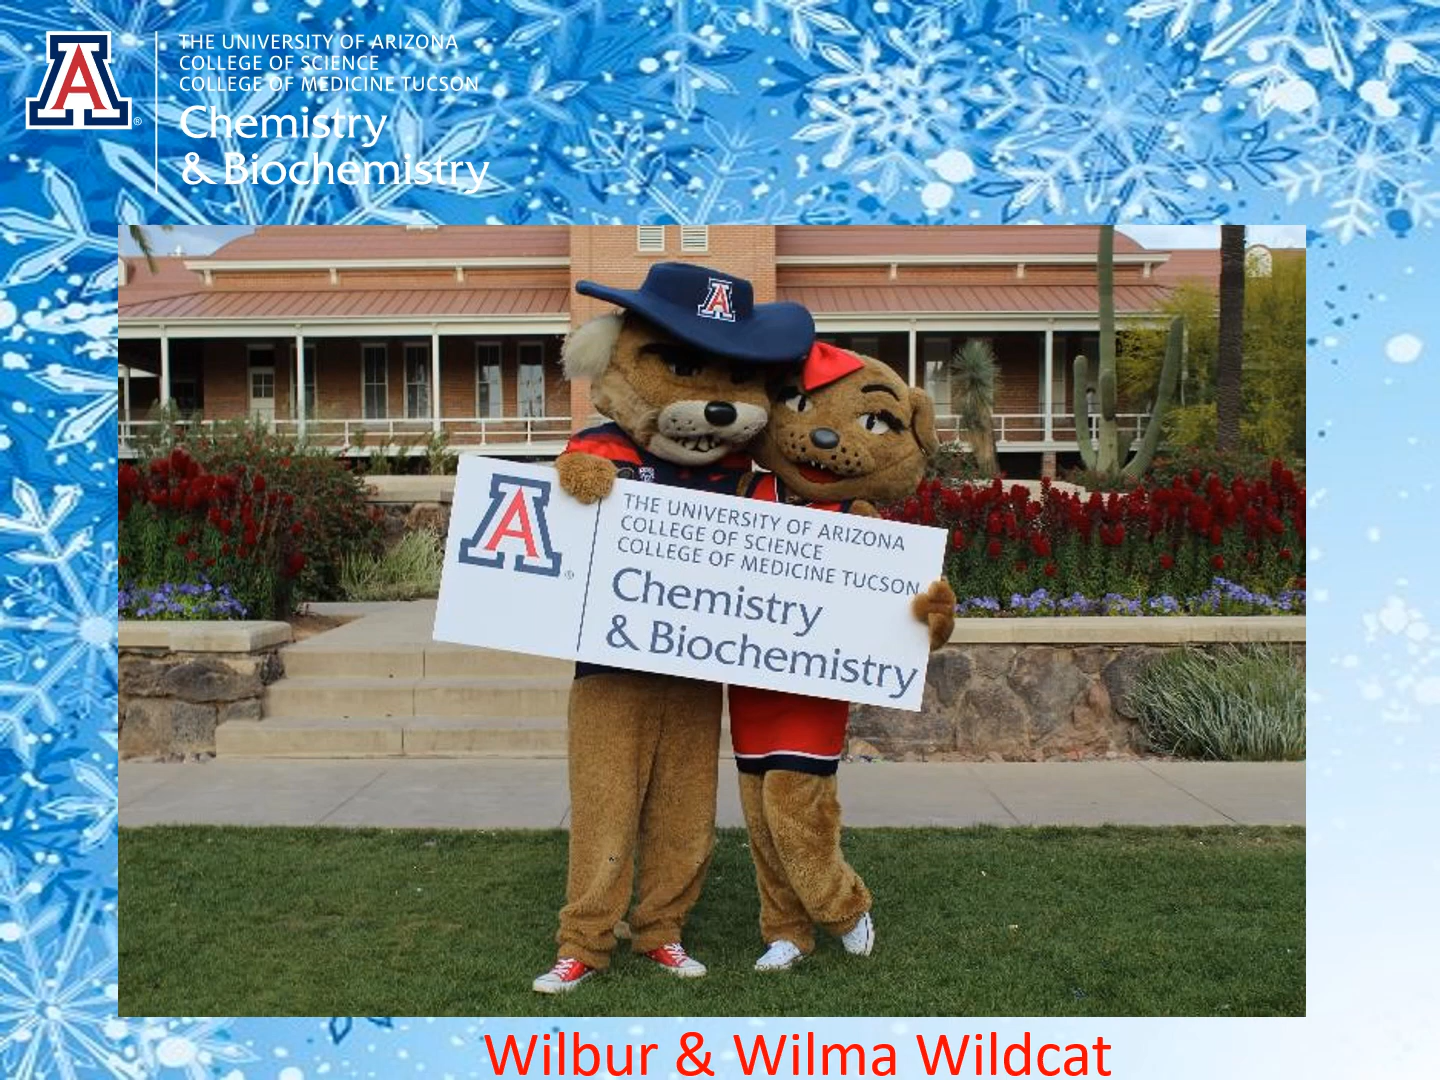 A
®
THE UNIVERSITY OF ARIZONA
COLLEGE OF SCIENCE
COLLEGE OF MEDICINE TUCSON
Chemistry
& Biochemistry
A
A
®
THE UNIVERSITY OF ARIZONA
COLLEGE OF SCIENCE
COLLEGE OF MEDICINE TUCSON
Chemistry
& Biochemistry
Wilbur & Wilma Wildcat